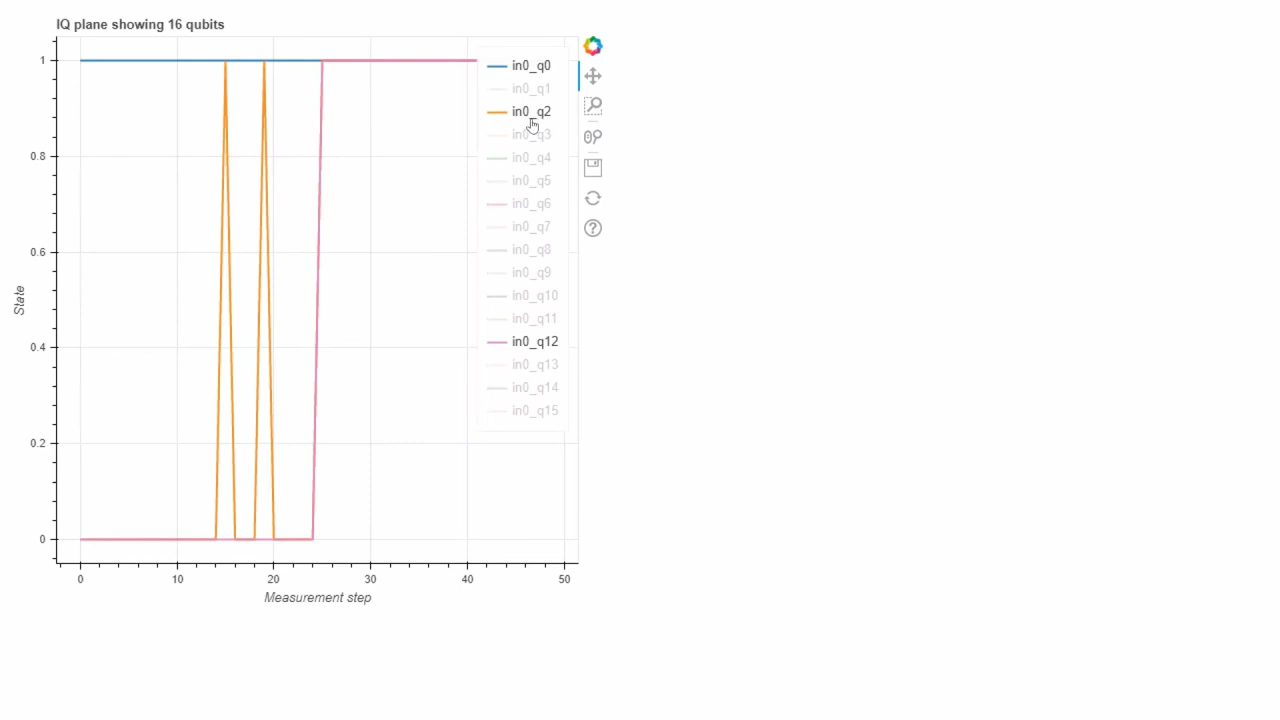 IQ plane showing 16 qubits
1
0.8
0.6
0.4
0.2
0
State
0
10
20
30
40
50
Measurement step
in0_q0
in0_q1
in0_q2
in0_q3
in0_q4
in0_q5
in0_q6
in0_q7
in0_q8
in0_q9
in0_q10
in0_q11
in0_q12
in0_q13
in0_q14
in0_q15